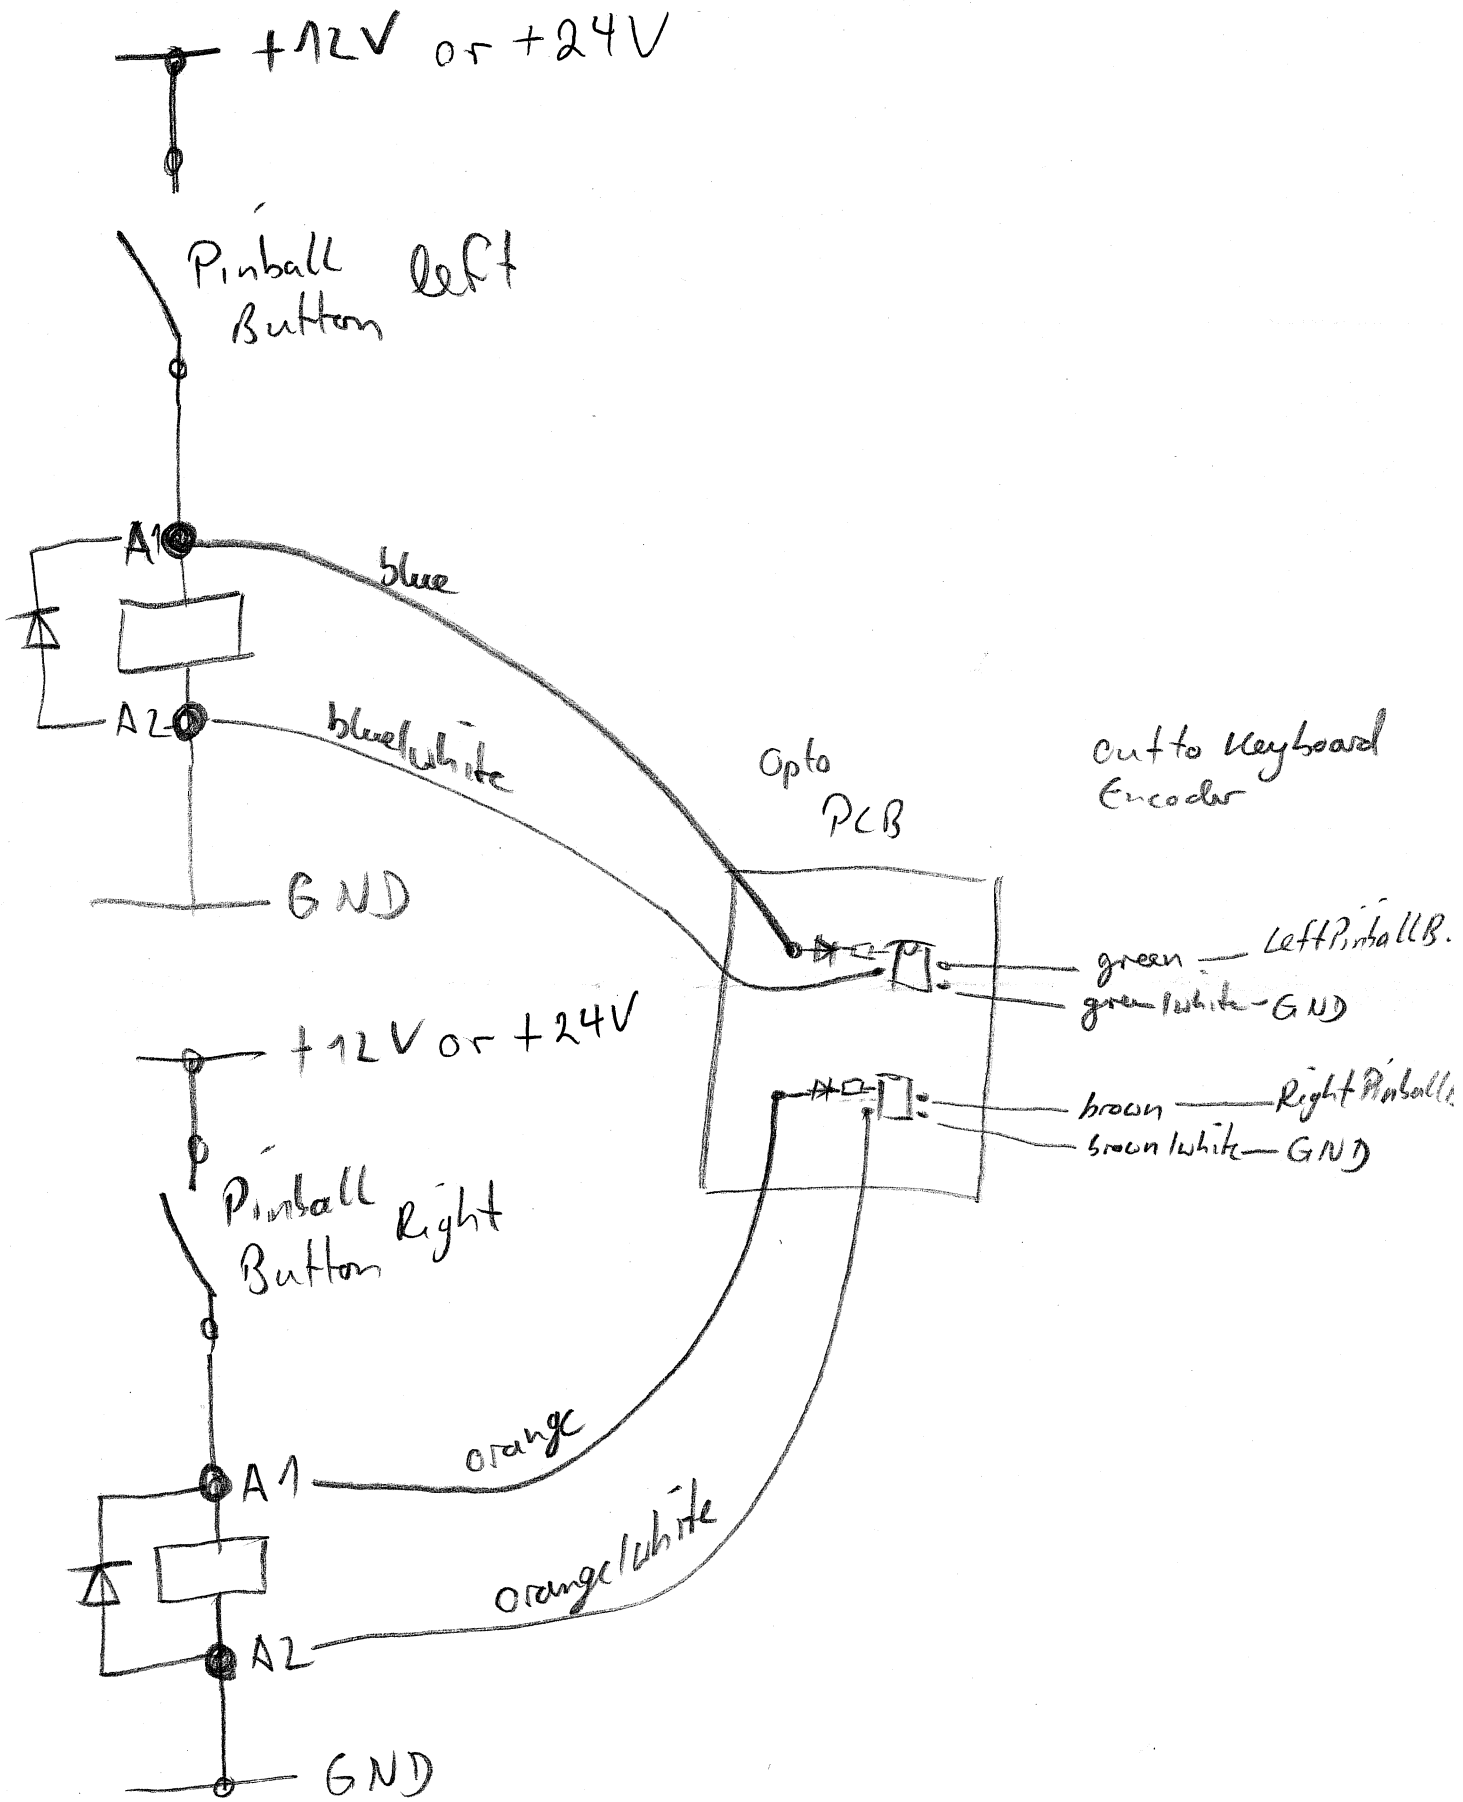 +12V or +24V
Pinball left
Button
A1
blue
A2
blue/white
GND
Opto
PCB
Out to Keyboard
Encoder
green — Left Pinball B.
green/white - GND
brown — Right Pinball
brown/white — GND
+12V or +24V
Pinball Right
Button
A1
orange
orange/white
A2
GND